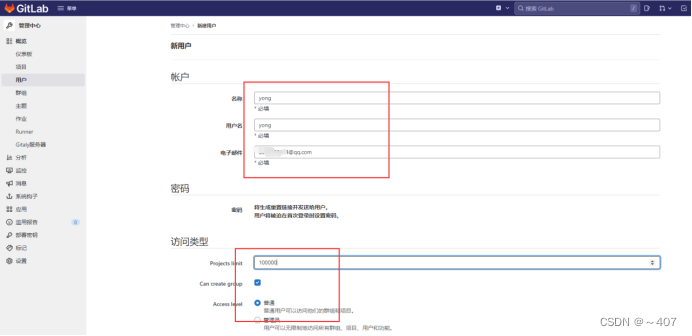 GitLab
菜单
搜索 GitLab
管理中心
概览
仪表板
项目
用户
群组
主题
作业
Runner
Gitaly服务器
分析
监控
消息
系统钩子
应用
滥用报告
0
部署密钥
标记
设置
管理中心 > 新建用户
新用户
帐户
名称
yong
* 必填
用户名
yong
* 必填
电子邮件
@qq.com
* 必填
密码
密码
将生成重置链接并发送给用户。
用户将被迫在首次登录时设置密码。
访问类型
Projects limit
100000
Can create group
Access level
普通
普通用户可以访问他们的群组和项目。
管理员
用户可以无限制地访问所有群组、项目、用户和功能。
CSDN @~407